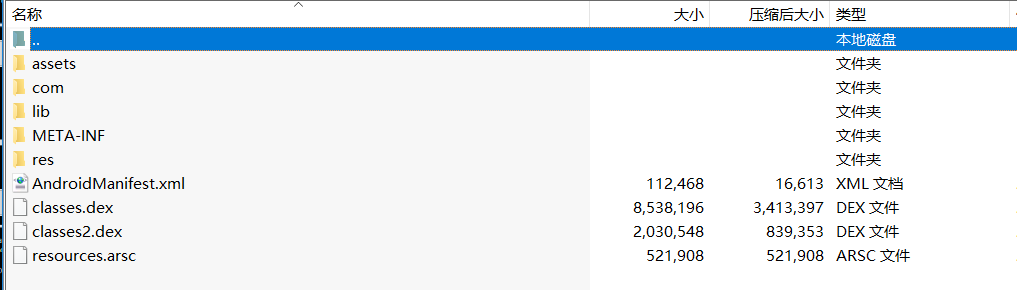 名称 大小 压缩后大小 类型
.. 本地磁盘
assets 文件夹
com 文件夹
lib 文件夹
META-INF 文件夹
res 文件夹
AndroidManifest.xml 112,468 16,613 XML 文档
classes.dex 8,538,196 3,413,397 DEX 文件
classes2.dex 2,030,548 839,353 DEX 文件
resources.arsc 521,908 521,908 ARSC 文件